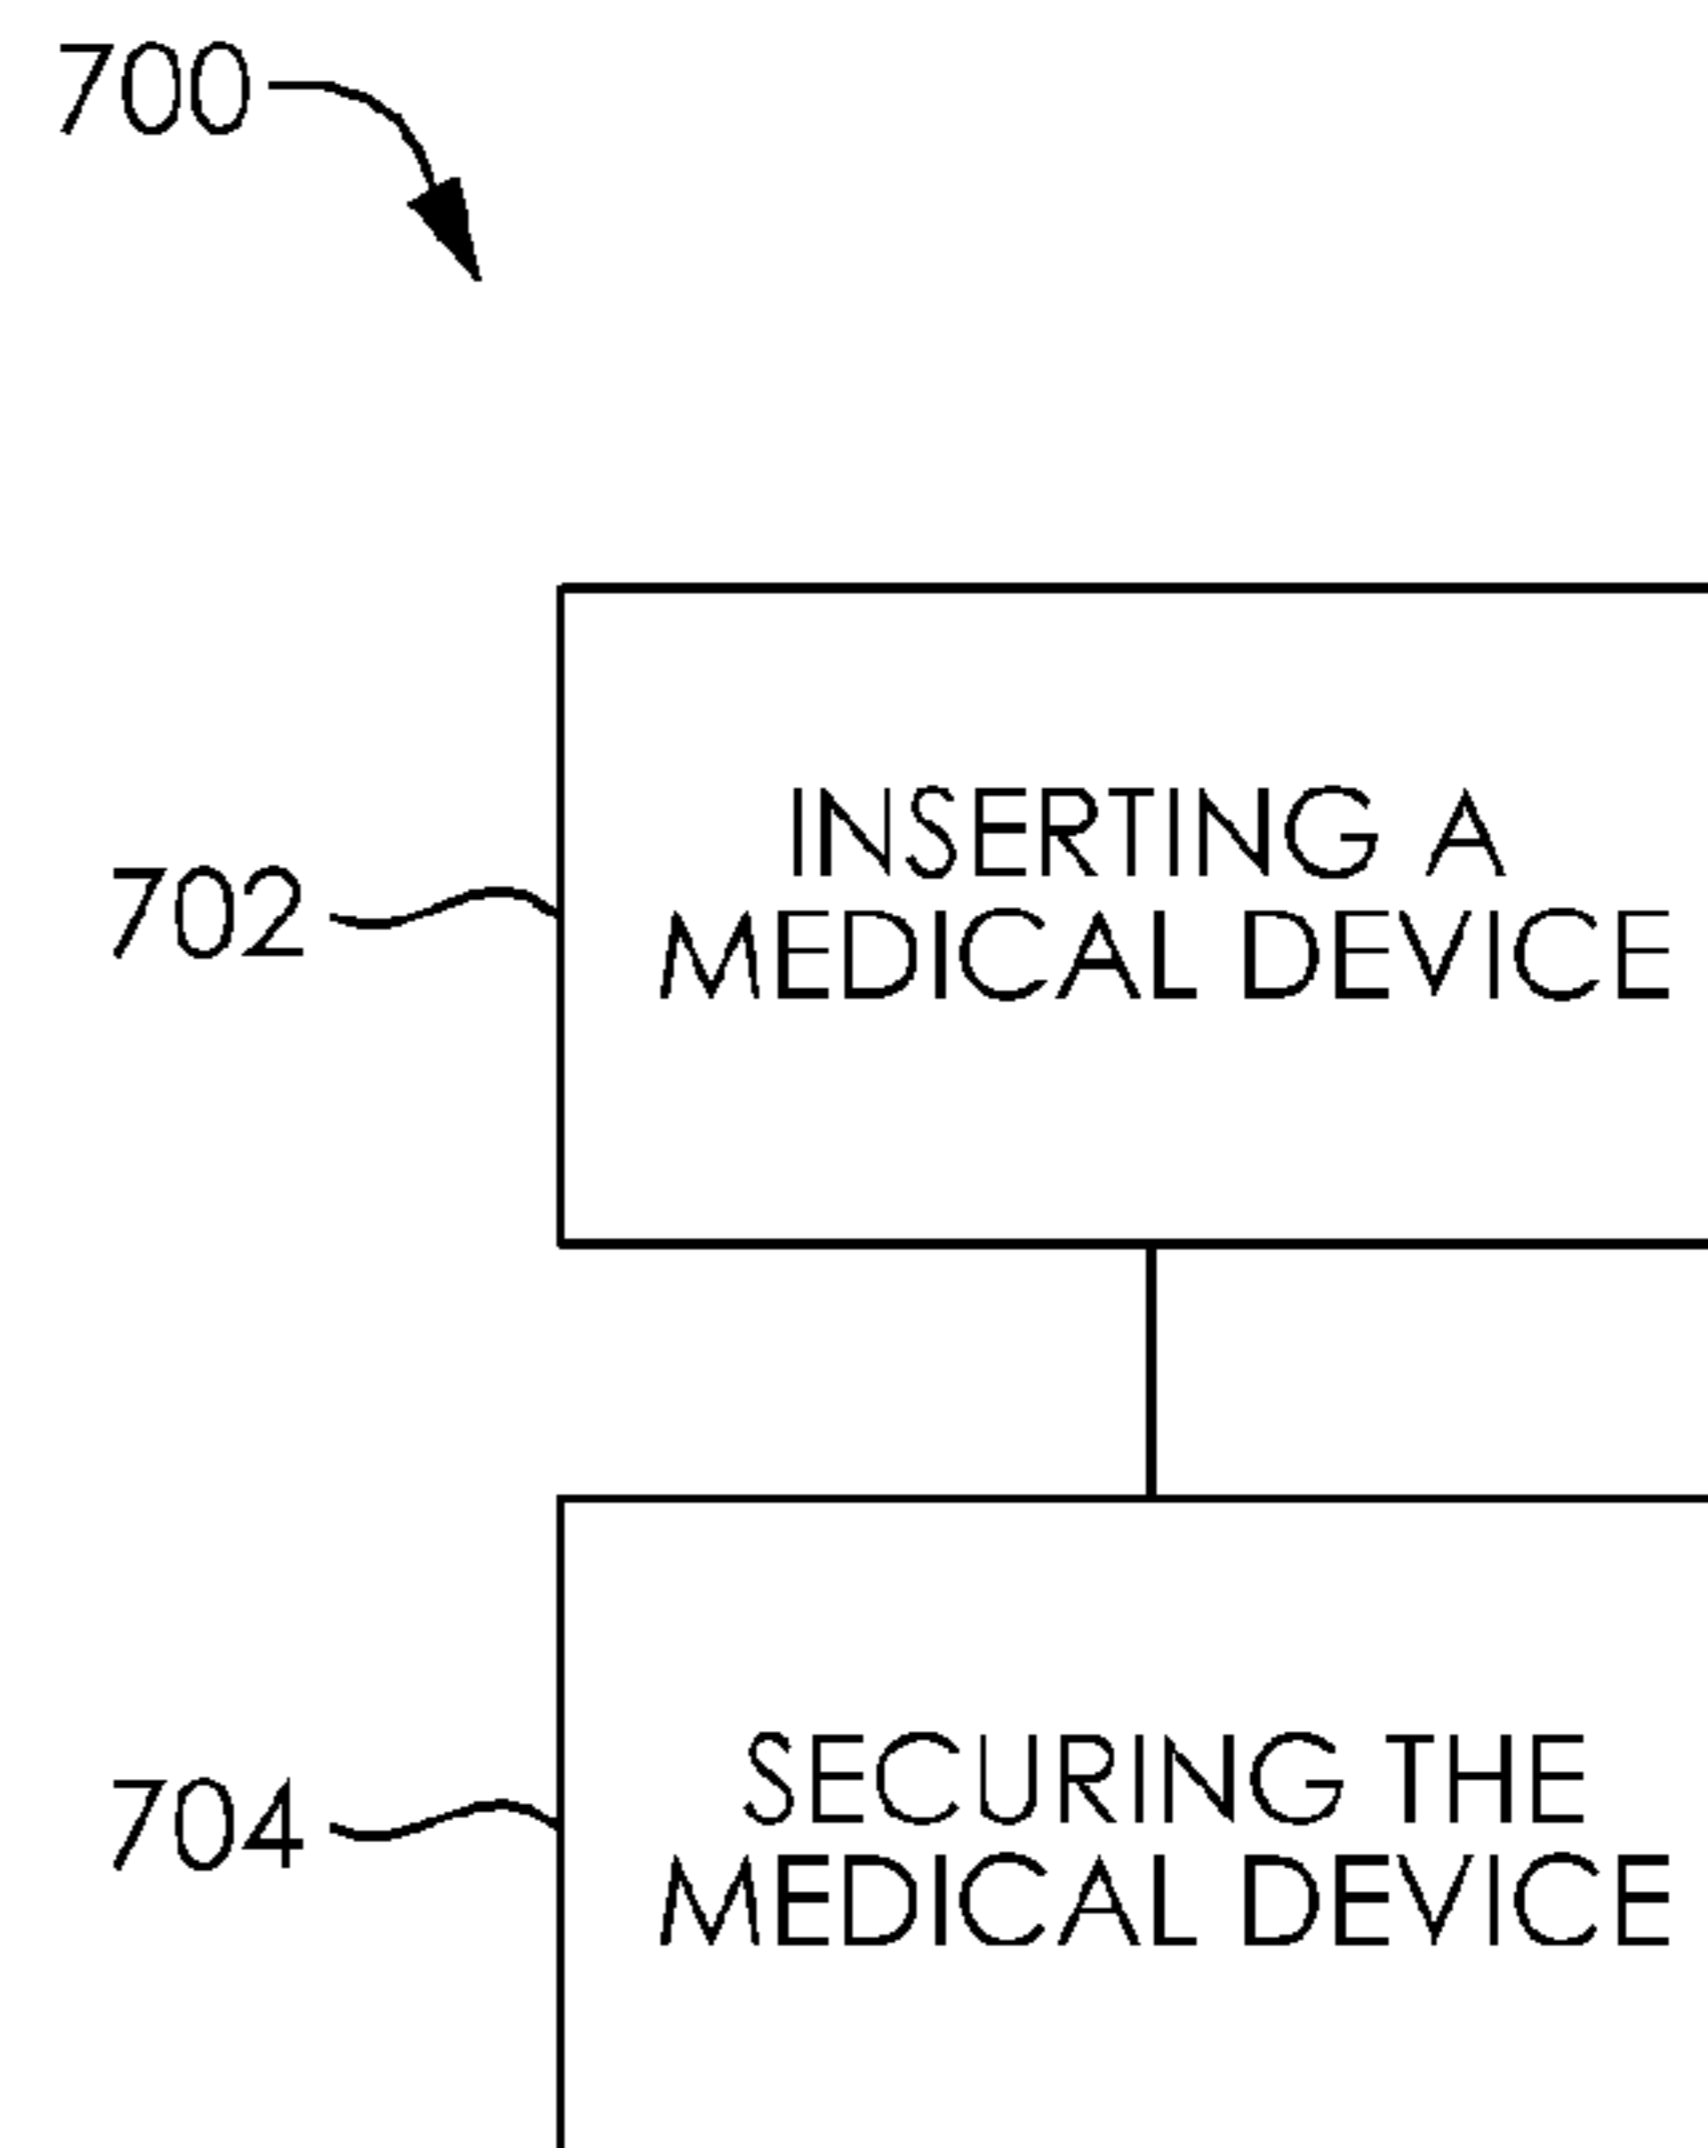 700
702
INSERTING A
MEDICAL DEVICE
704
SECURING THE
MEDICAL DEVICE